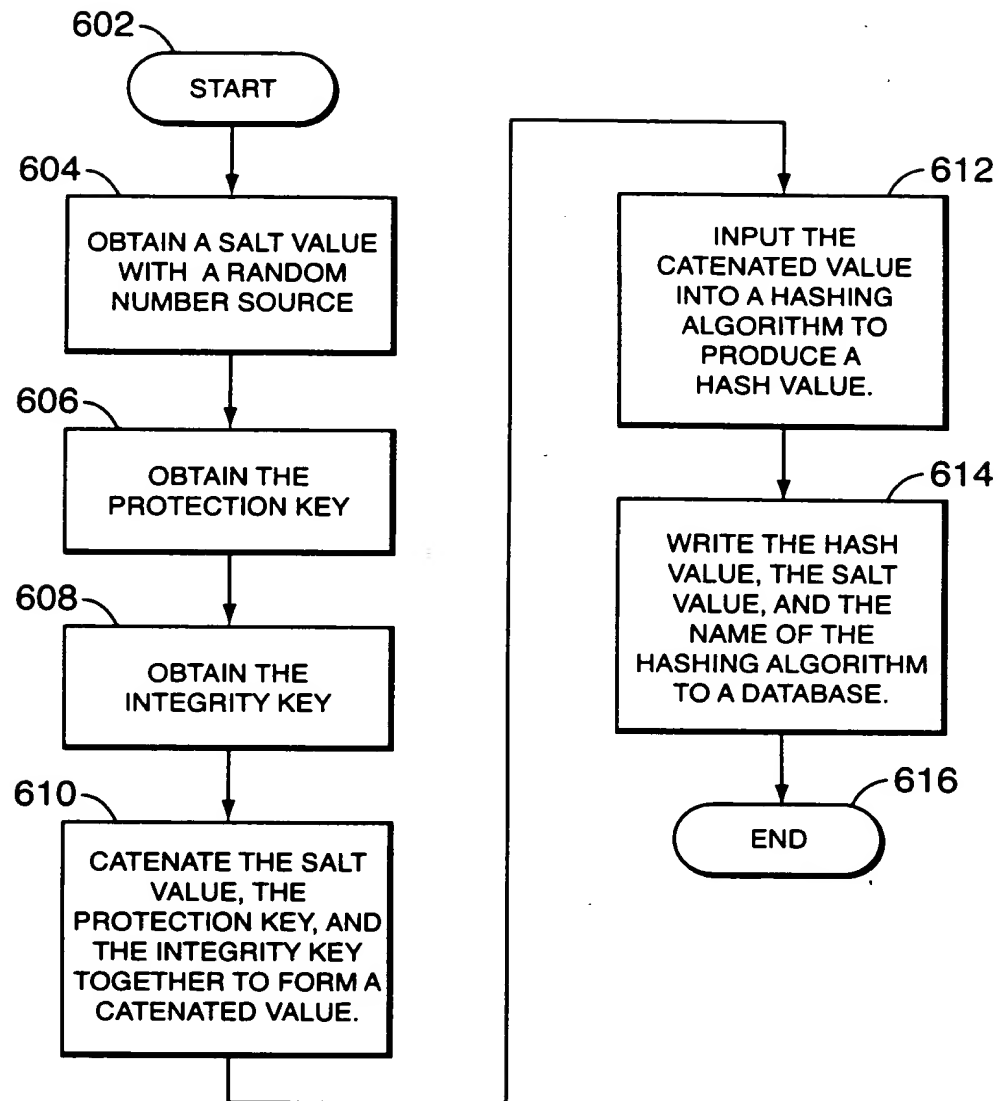 602
START
604
OBTAIN A SALT VALUE
WITH A RANDOM
NUMBER SOURCE
606
OBTAIN THE
PROTECTION KEY
608
OBTAIN THE
INTEGRITY KEY
610
CATENATE THE SALT
VALUE, THE
PROTECTION KEY, AND
THE INTEGRITY KEY
TOGETHER TO FORM A
CATENATED VALUE.
612
INPUT THE
CATENATED VALUE
INTO A HASHING
ALGORITHM TO
PRODUCE A
HASH VALUE.
614
WRITE THE HASH
VALUE, THE SALT
VALUE, AND THE
NAME OF THE
HASHING ALGORITHM
TO A DATABASE.
616
END